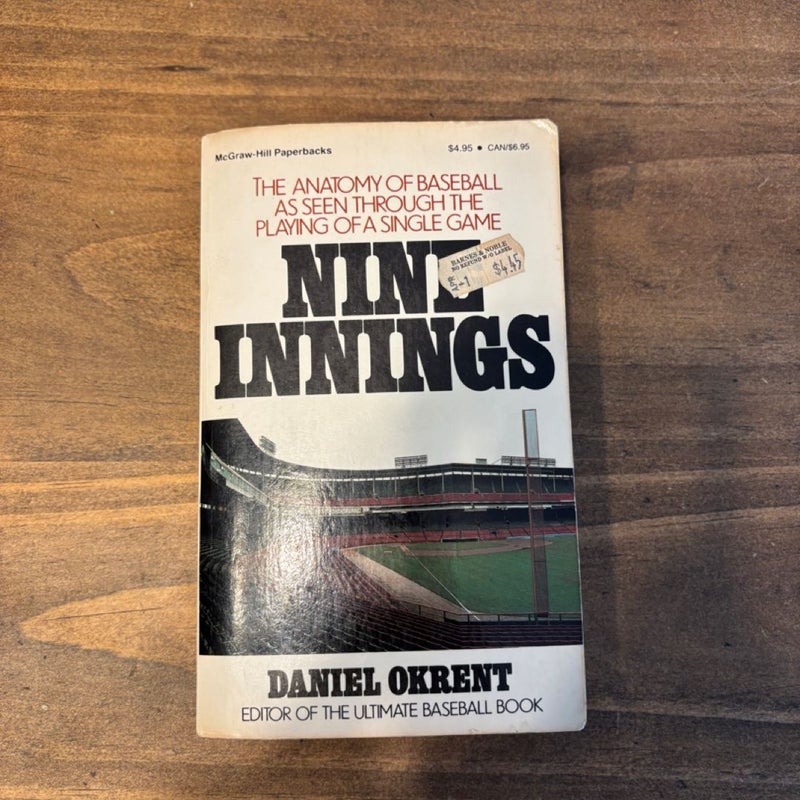 McGraw-Hill Paperbacks
$4.95 • CAN/$6.95
THE ANATOMY OF BASEBALL
AS SEEN THROUGH THE
PLAYING OF A SINGLE GAME
NINE
BARNES & NOBLE
NO REFUND W/O LABEL
APR
$4.45
INNINGS
DANIEL OKRENT
EDITOR OF THE ULTIMATE BASEBALL BOOK